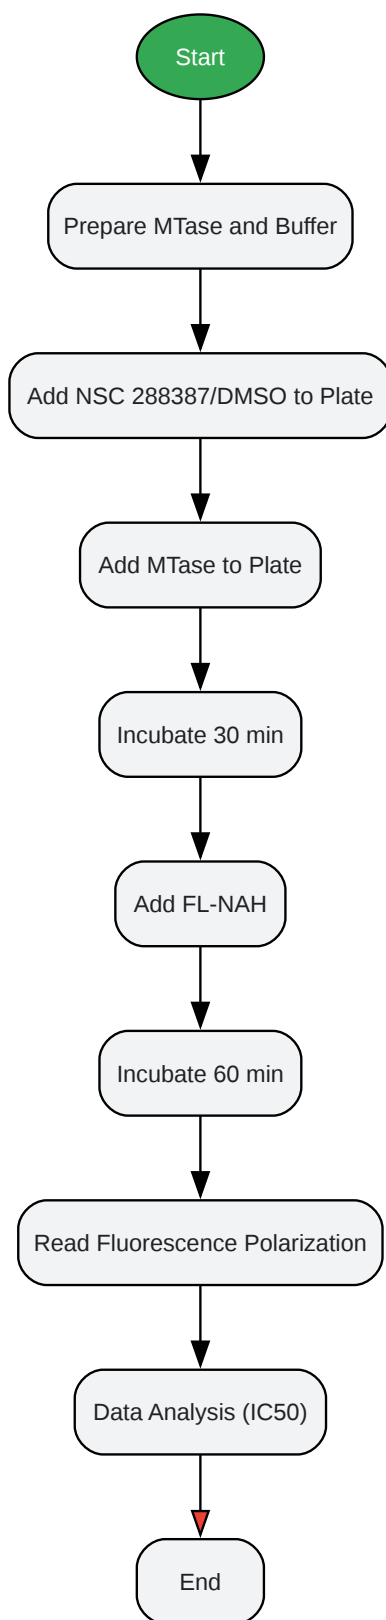 Start
Prepare MTase and Buffer
Add NSC 288387/DMSO to Plate
Add MTase to Plate
Incubate 30 min
Add FL-NAH
Incubate 60 min
Read Fluorescence Polarization
Data Analysis (IC50)
End